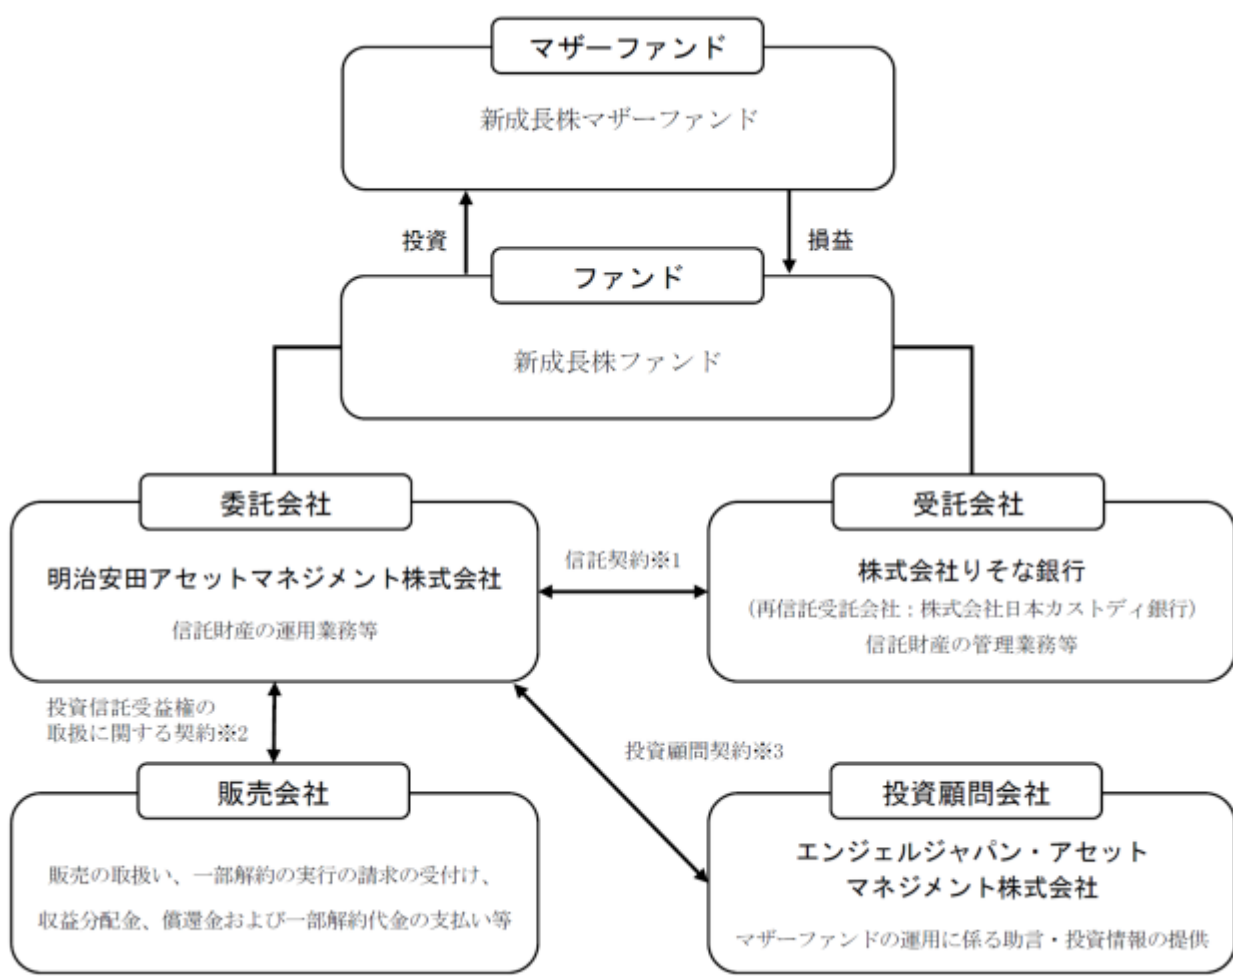 マザーファンド
新成長株マザーファンド
投資
損益
ファンド
新成長株ファンド
委託会社
明治安田アセットマネジメント株式会社
信託財産の運用業務等
信託契約※1
受託会社
株式会社りそな銀行
(再信託受託会社：株式会社日本カストディ銀行)
信託財産の管理業務等
投資信託受益権の
取扱に関する契約※2
投資顧問契約※3
販売会社
販売の取扱い、一部解約の実行の請求の受付け、
収益分配金、償還金および一部解約代金の支払い等
投資顧問会社
エンジェルジャパン・アセット
マネジメント株式会社
マザーファンドの運用に係る助言・投資情報の提供